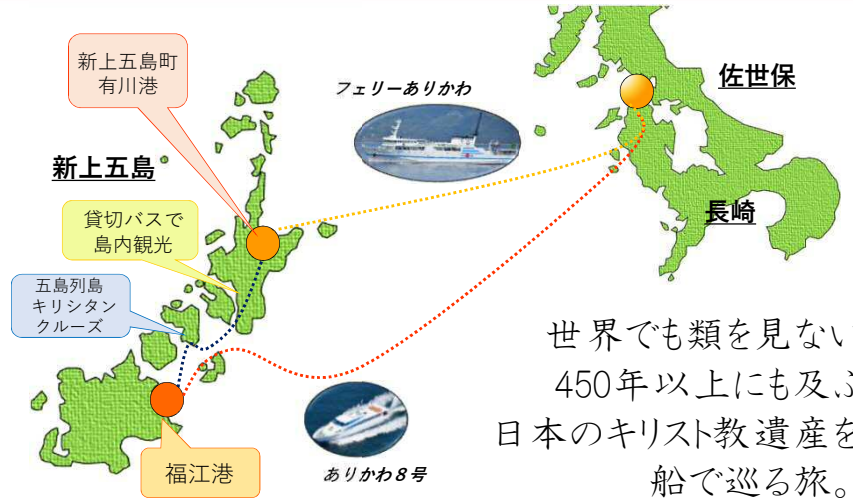 新上五島町
有川港
フェリーありかわ
佐世保
新上五島
長崎
貸切バスで
島内観光
五島列島
キリシタン
クルーズ
世界でも類を見ない
450年以上にも及ぶ
日本のキリスト教遺産を
船で巡る旅。
福江港
ありかわ8号